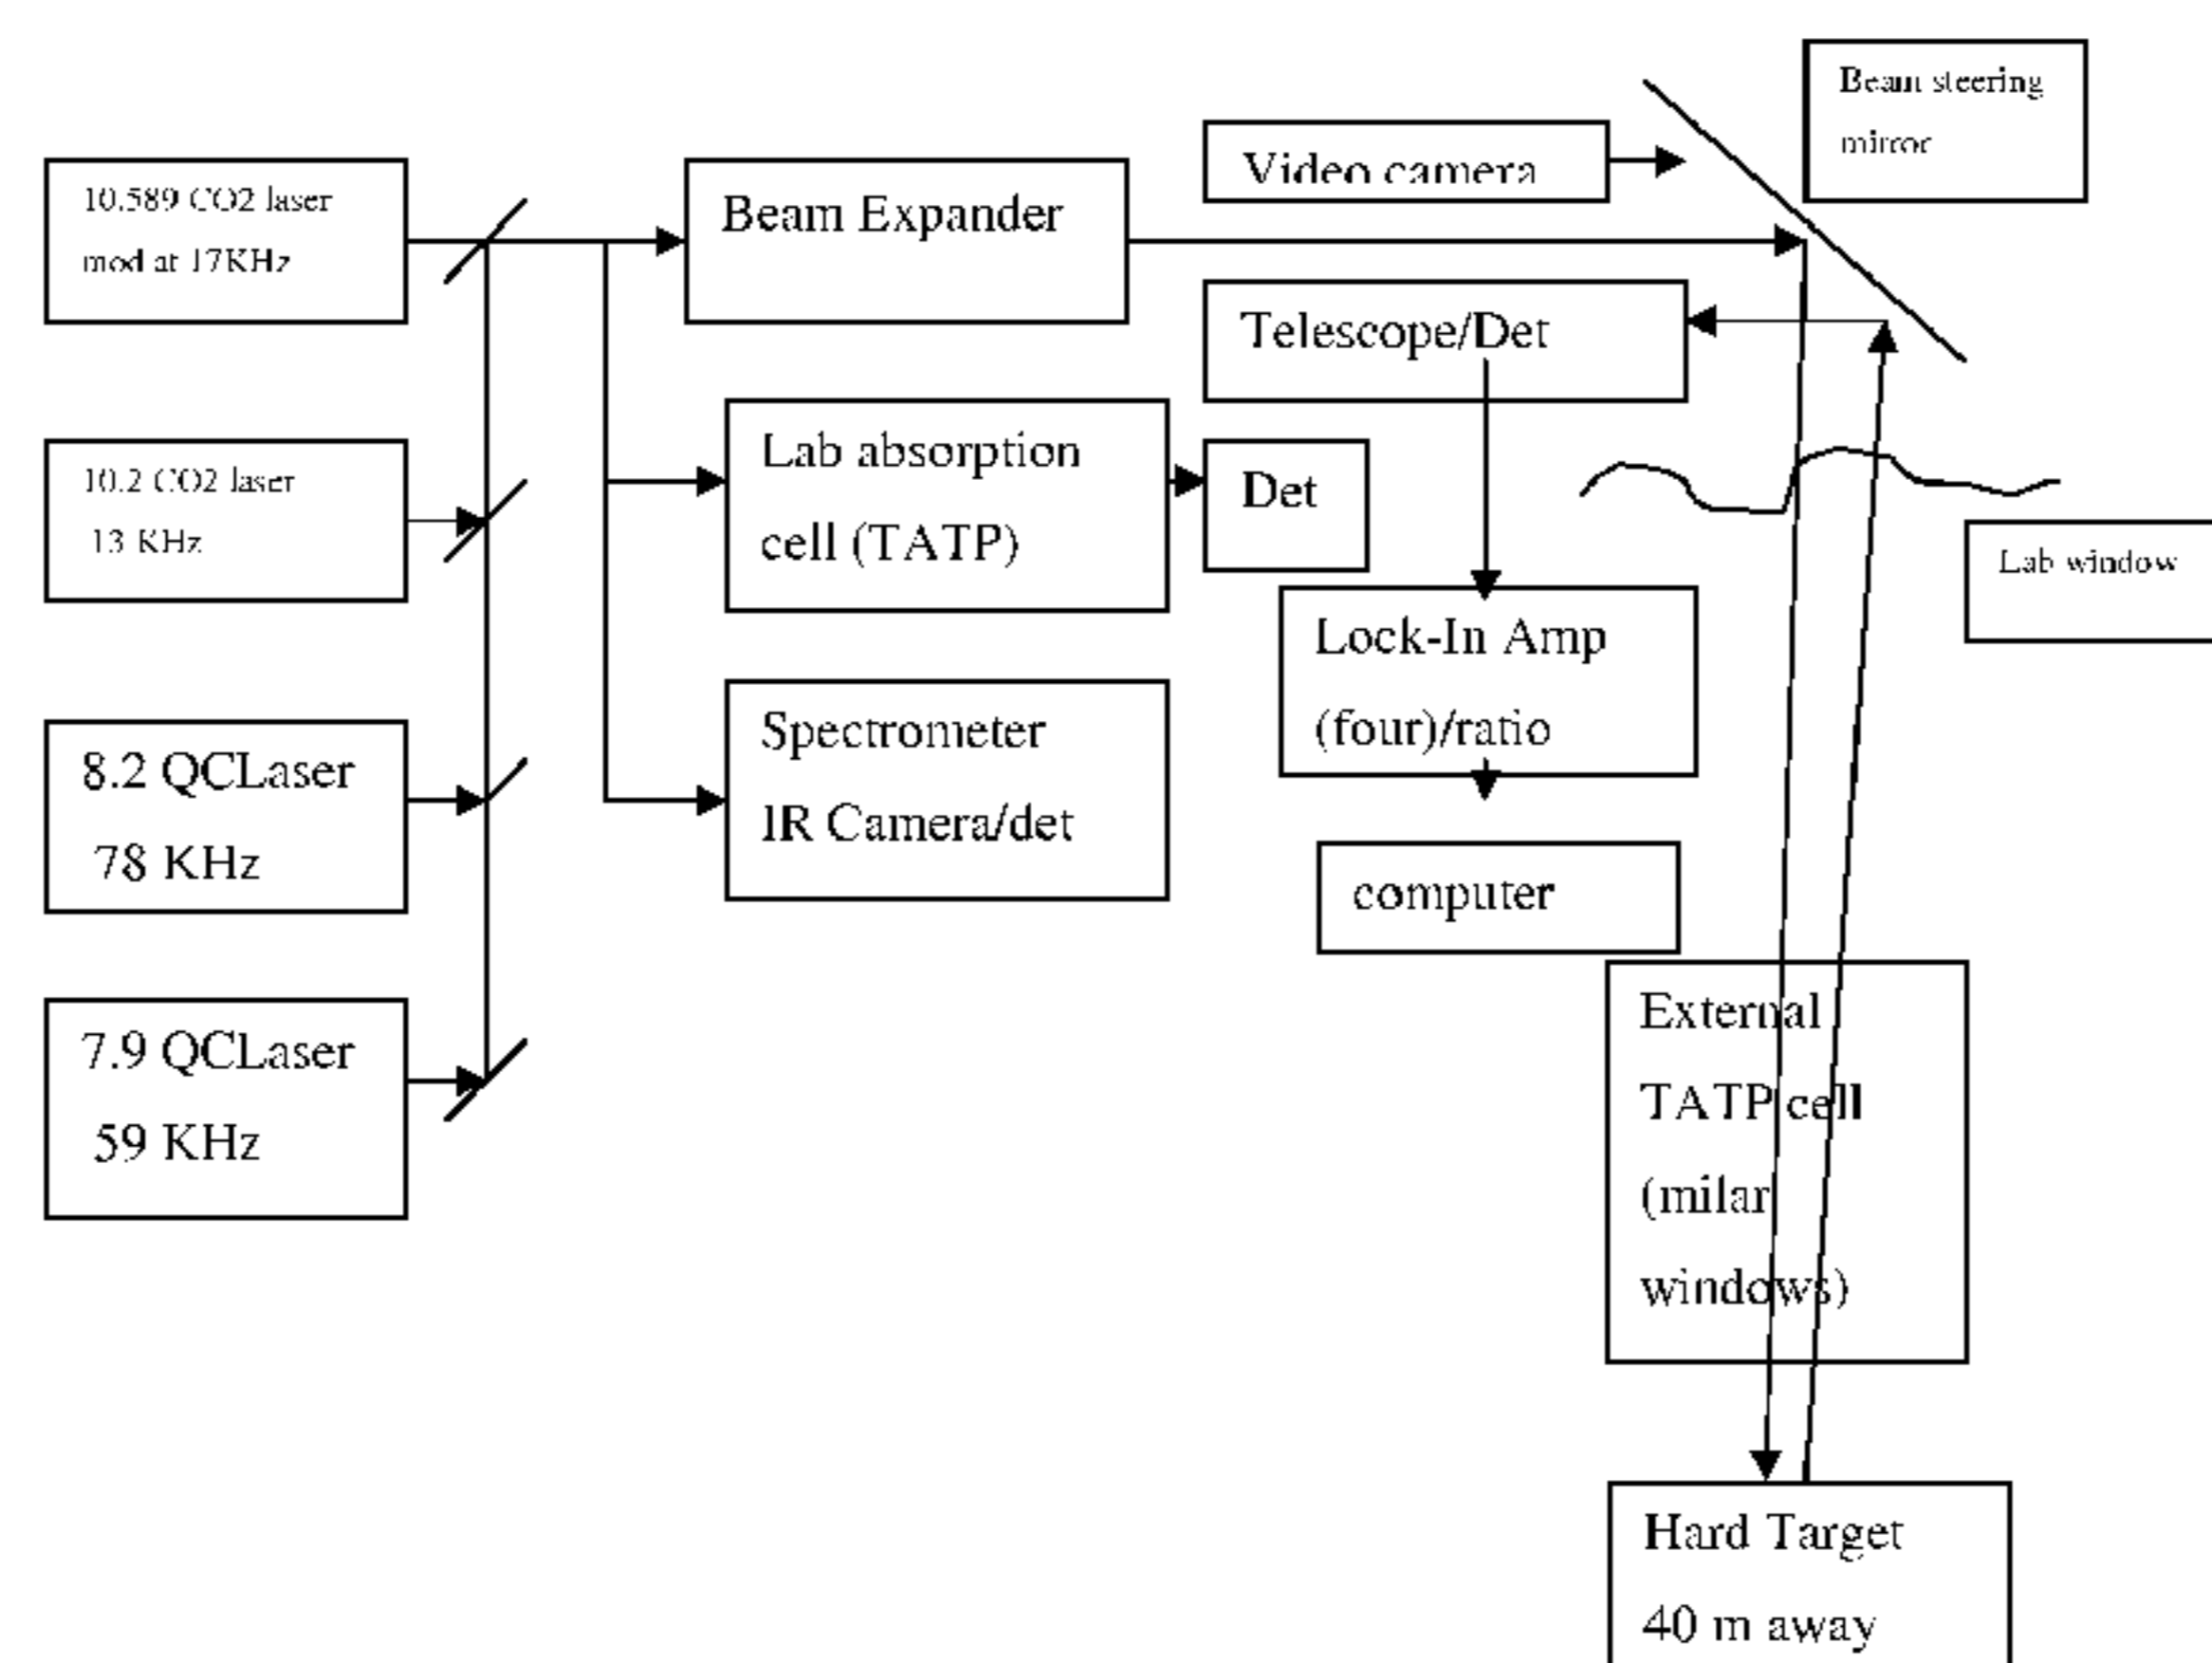 10.589 CO2 laser
mod at 17KHz
10.2 CO2 laser
13 KHz
8.2 QCLaser
78 KHz
7.9 QCLaser
59 KHz
Beam Expander
Lab absorption
cell (TATP)
Spectrometer
IR Camera/det
Video camera
Telescope/Det
Det
Lock-In Amp
(four)/ratio
computer
Beam steering
mirror
Lab window
External
TATP cell
(milar
windows)
Hard Target
40 m away